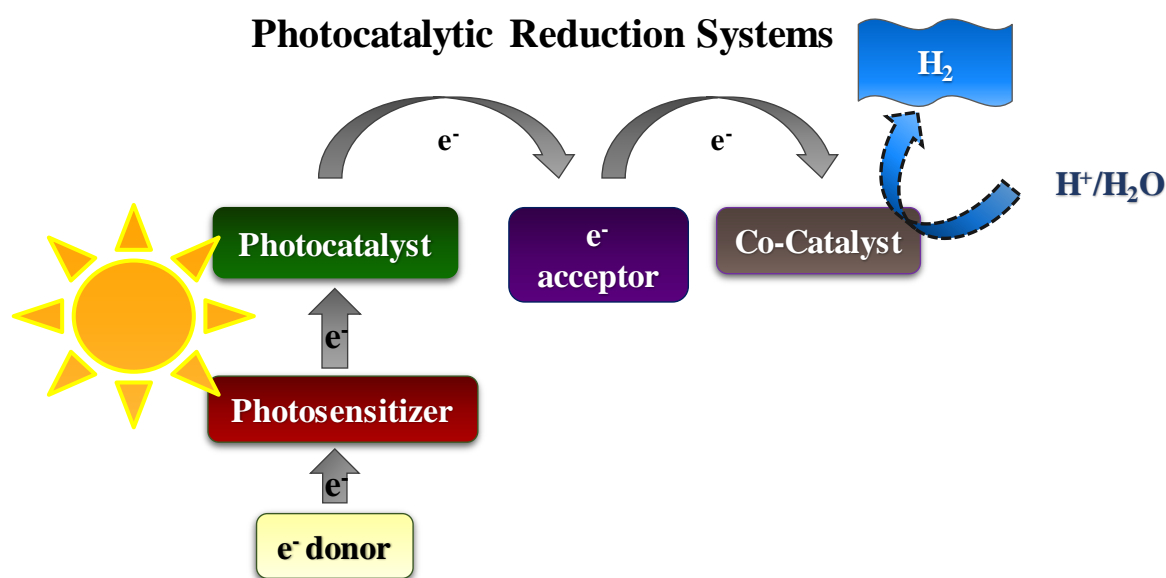 Photocatalytic Reduction Systems
H₂
e⁻
e⁻
H⁺/H₂O
Photocatalyst
e⁻
acceptor
Co-Catalyst
e⁻
Photosensitizer
e⁻
e⁻ donor